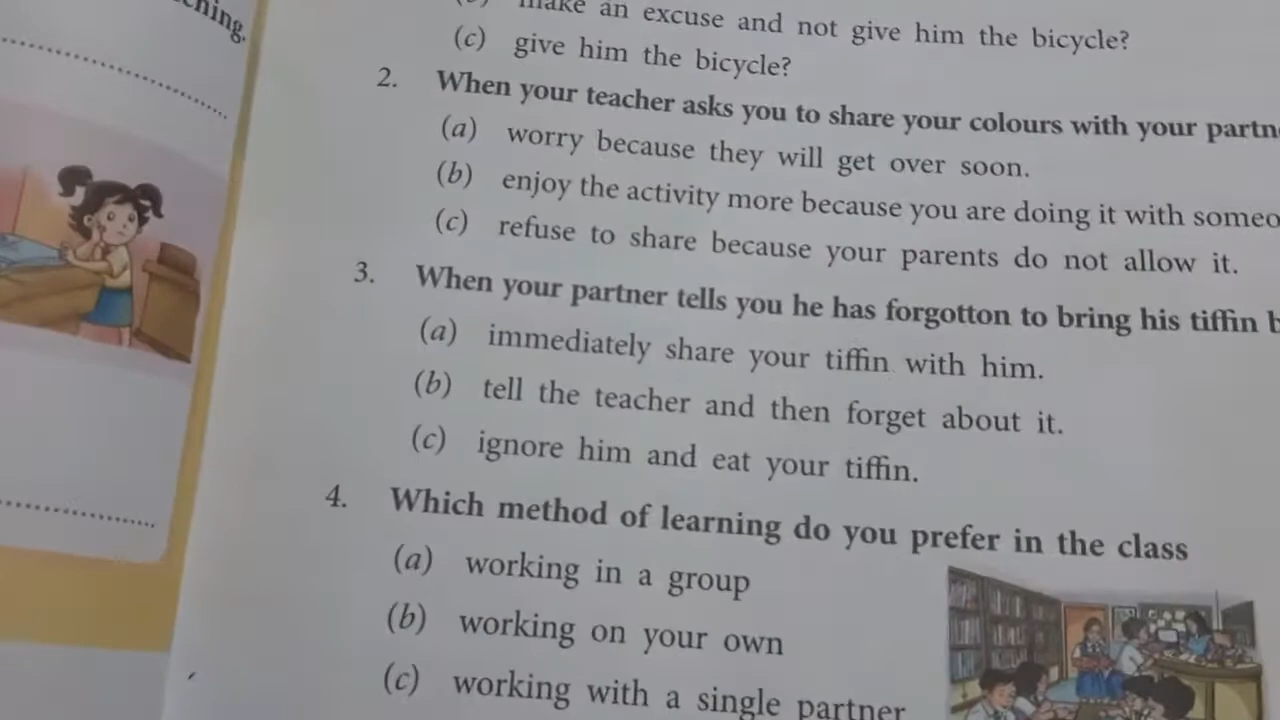 an excuse and not give him the bicycle?
(c) give him the bicycle?
2. When your teacher asks you to share your colours with your
(a) worry because they will get over soon.
(b) enjoy the activity more because you are doing it with
(c) refuse to share because your parents do not allow it.
3. When your partner tells you he has forgotton to bring his tiffin
(a) immediately share your tiffin with him.
(b) tell the teacher and then forget about it.
(c) ignore him and eat your tiffin.
4. Which method of learning do you prefer in the class
(a) working in a group
(b) working on your own
(c) working with a single partner